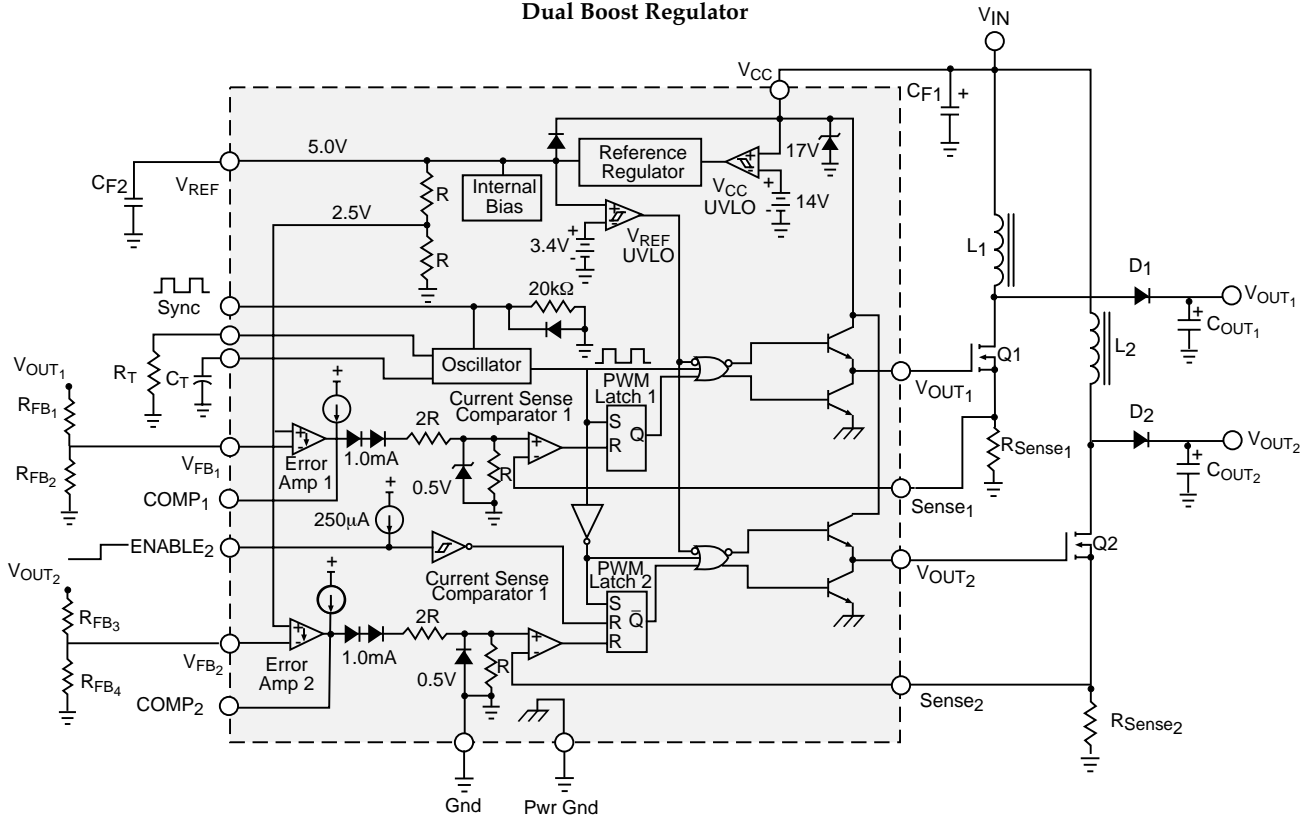 Dual Boost Regulator
VIN
VCC
CF1
5.0V
Reference
Regulator
17V
VREF
CF2
Internal
Bias
R
VCC
UVLO
14V
2.5V
VREF
UVLO
3.4V
R
L1
Sync
20kΩ
D1
VOUT1
COUT1
Oscillator
RT
CT
L2
Q1
VOUT1
VOUT1
RFB1
PWM
Latch 1
Current Sense
Comparator 1
S
R
Q
2R
D2
VOUT2
COUT2
RSense1
VFB1
RFB2
Error
Amp 1
1.0mA
0.5V
R
COMP1
Sense1
250µA
ENABLE2
Q2
VOUT2
VOUT2
PWM
Latch 2
Current Sense
Comparator 1
S
R
R
Q̅
RFB3
2R
VFB2
RFB4
Error
Amp 2
1.0mA
0.5V
R
COMP2
Sense2
RSense2
Gnd
Pwr Gnd